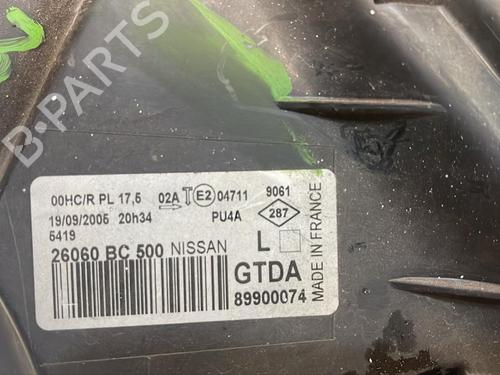 B-PARTS
00HC/R PL 17,5 02A T E2 04711 9061
19/09/2005 20h34 PU4A 287
5419
26060 BC 500 NISSAN L
GTDA
89900074
MADE IN FRANCE